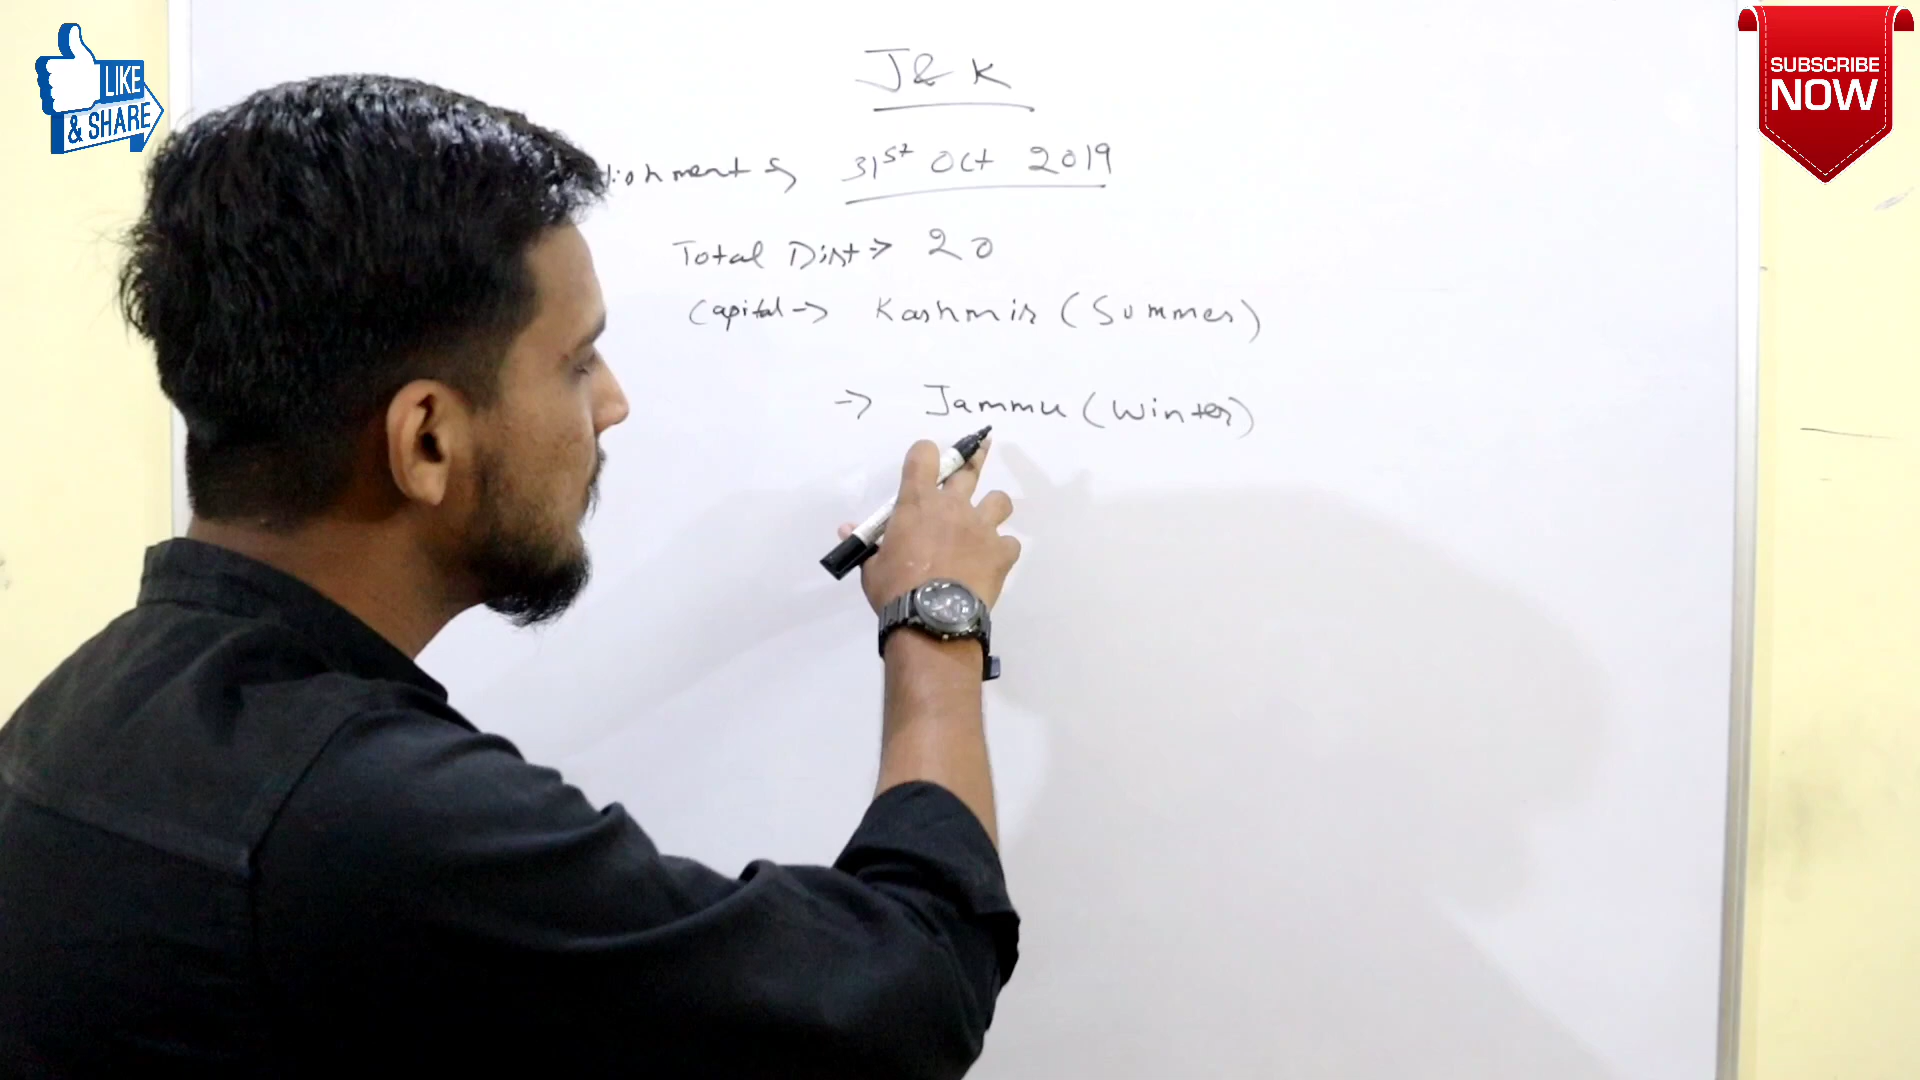 LIKE
& SHARE
SUBSCRIBE
NOW
J & K
31st Oct 2019
Total Dist → 20
Capital → Kashmir (Summer)
→ Jammu (Winter)